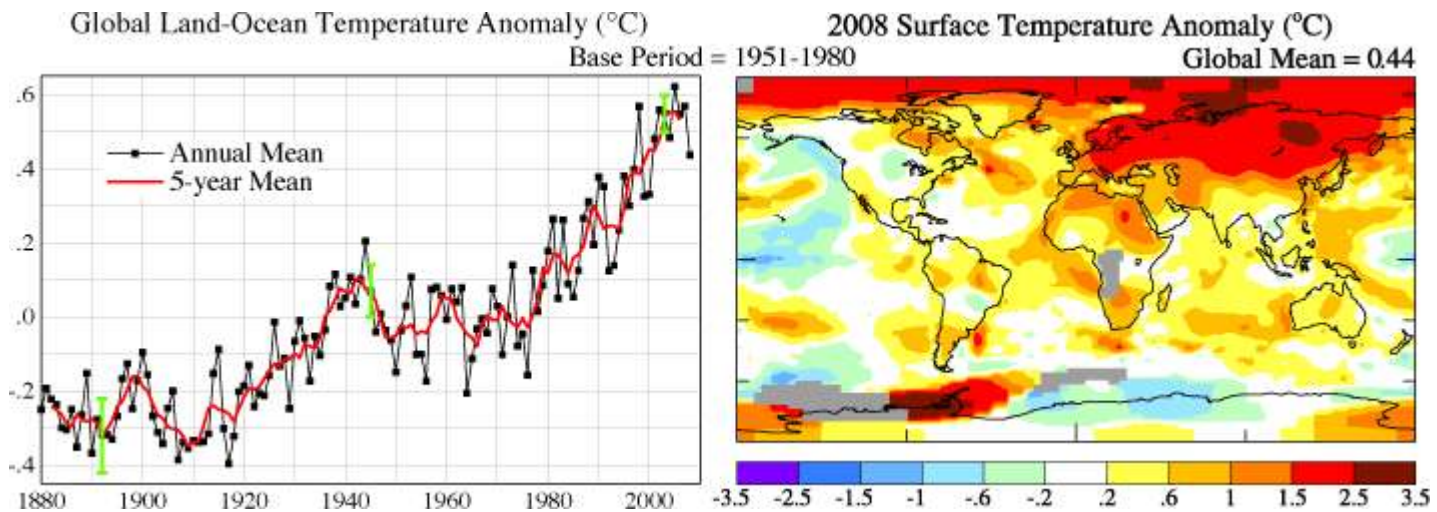 Global Land-Ocean Temperature Anomaly (°C)
2008 Surface Temperature Anomaly (°C)
Base Period = 1951-1980
Global Mean = 0.44
.6
.4
.2
.0
-.2
-.4
Annual Mean
5-year Mean
1880 1900 1920 1940 1960 1980 2000
-3.5 -2.5 -1.5 -1 -.6 -.2 .2 .6 1 1.5 2.5 3.5